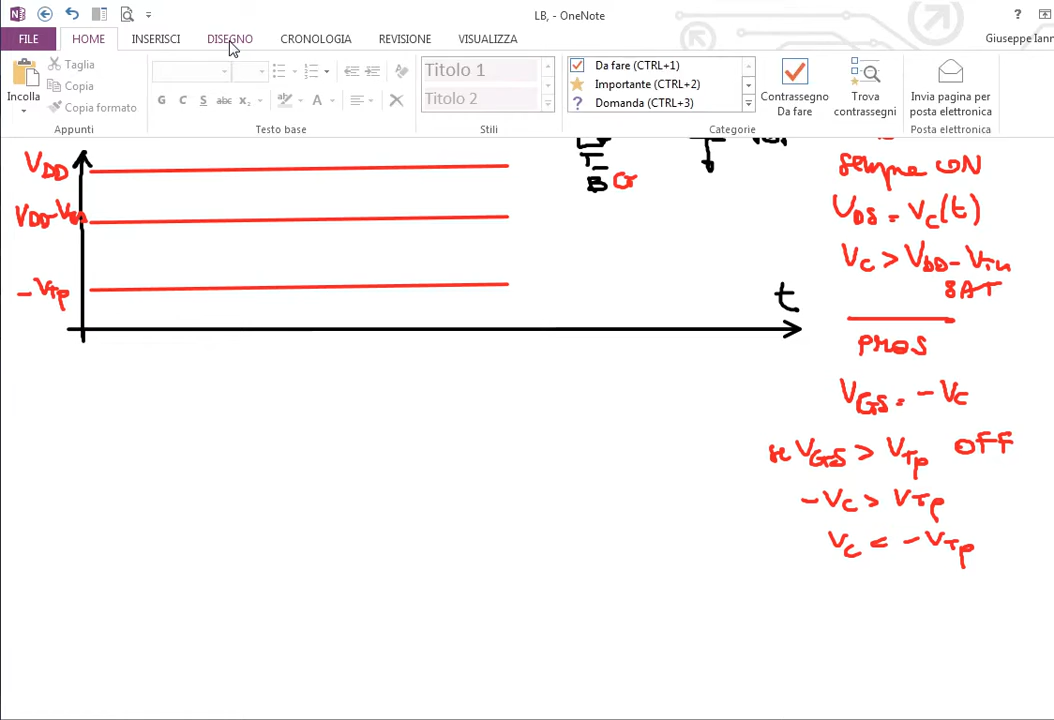 LB, - OneNote
?
FILE
HOME
INSERISCI
DISEGNO
CRONOLOGIA
REVISIONE
VISUALIZZA
Giuseppe Iann
Incolla
Taglia
Copia
Copia formato
G C S abc x₂ A
Titolo 1
Titolo 2
Da fare (CTRL+1)
Importante (CTRL+2)
? Domanda (CTRL+3)
Contrassegno
Da fare
Trova
contrassegni
Invia pagina per
posta elettronica
Appunti
Testo base
Stili
Categorie
Posta elettronica
VDD
VDD-VTn
-VTp
t
B
sempre ON
VDS = VC(t)
VC > VDD - VTn
SAT
PMOS
VGS = -VC
se VGS > VTp OFF
-VC > VTp
VC < -VTp